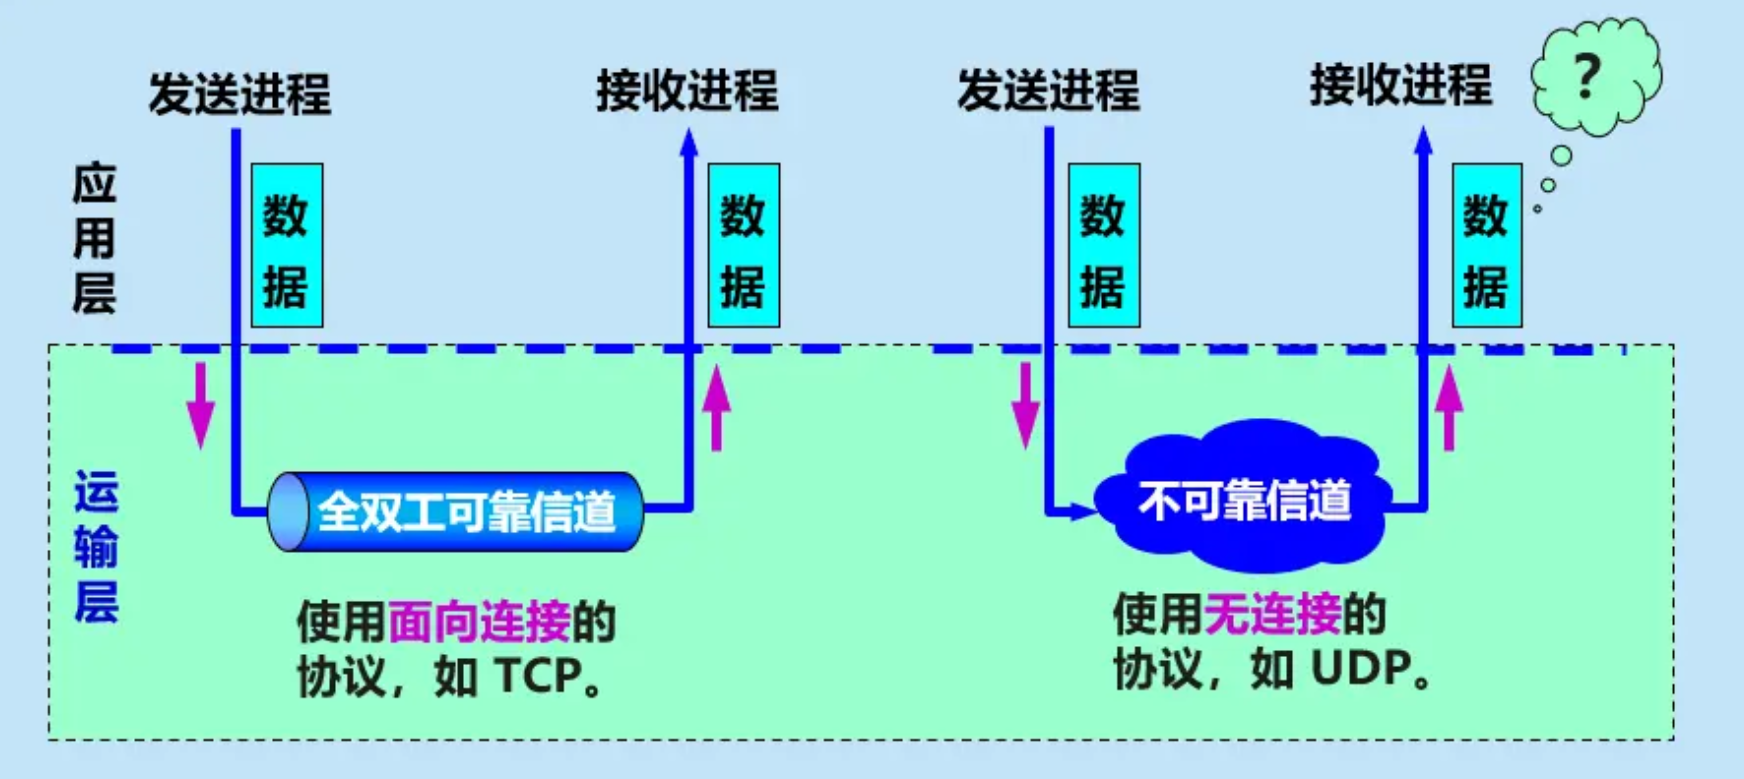 发送进程
接收进程
发送进程
接收进程
?
应用层
数据
数据
数据
数据
运输层
全双工可靠信道
不可靠信道
使用面向连接的
协议，如 TCP。
使用无连接的
协议，如 UDP。